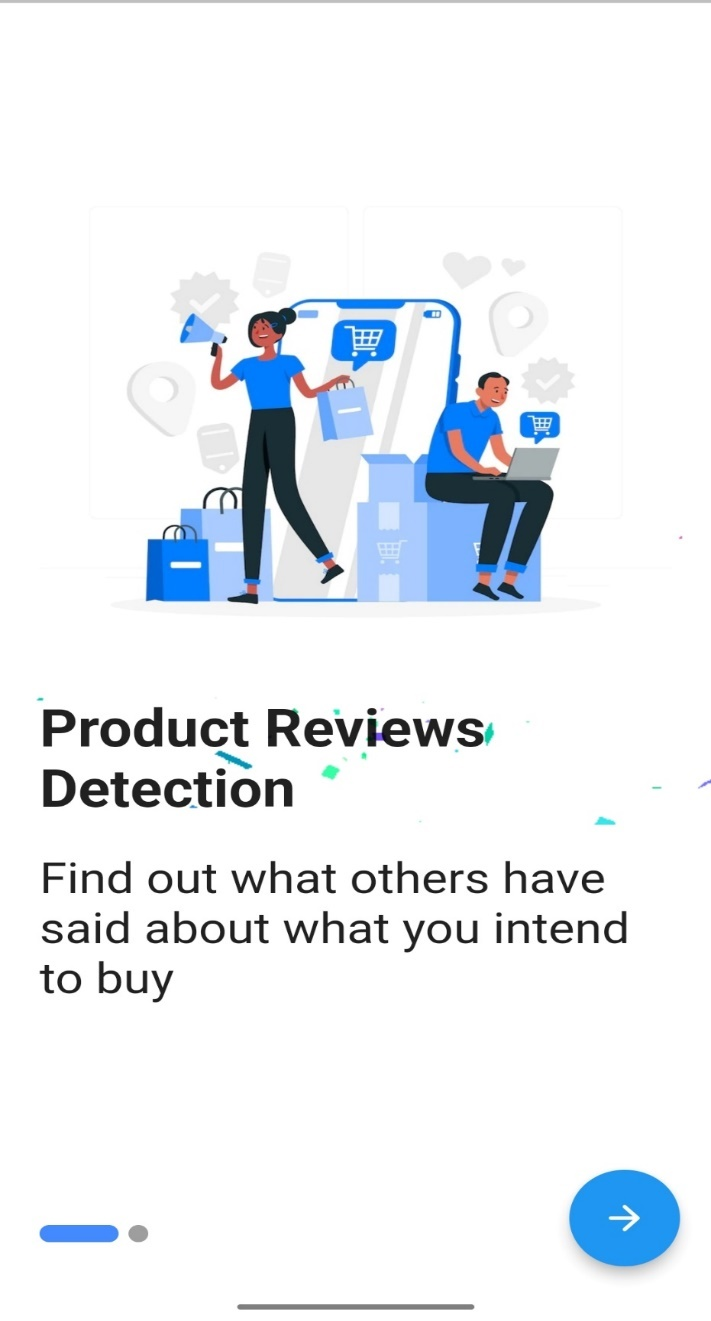 Product Reviews
Detection
Find out what others have
said about what you intend
to buy